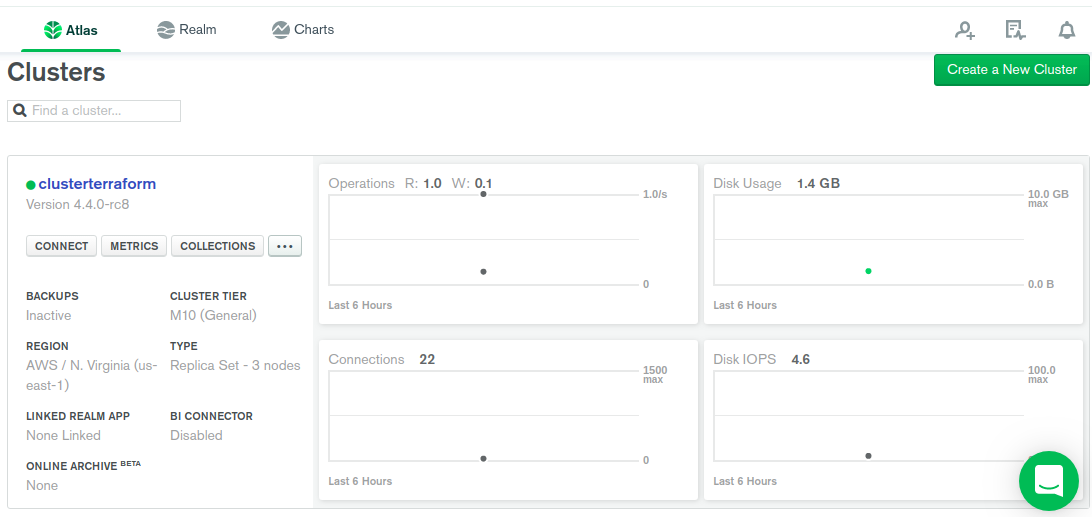 Atlas
Realm
Charts
Clusters
Create a New Cluster
Find a cluster...
clusterterraform
Version 4.4.0-rc8
CONNECT
METRICS
COLLECTIONS
...
BACKUPS
Inactive
CLUSTER TIER
M10 (General)
REGION
AWS / N. Virginia (us-
east-1)
TYPE
Replica Set - 3 nodes
LINKED REALM APP
None Linked
BI CONNECTOR
Disabled
ONLINE ARCHIVE BETA
None
Operations R: 1.0 W: 0.1
1.0/s
0
Last 6 Hours
Disk Usage 1.4 GB
10.0 GB
max
0.0 B
Last 6 Hours
Connections 22
1500
max
0
Last 6 Hours
Disk IOPS 4.6
100.0
max
Last 6 Hours